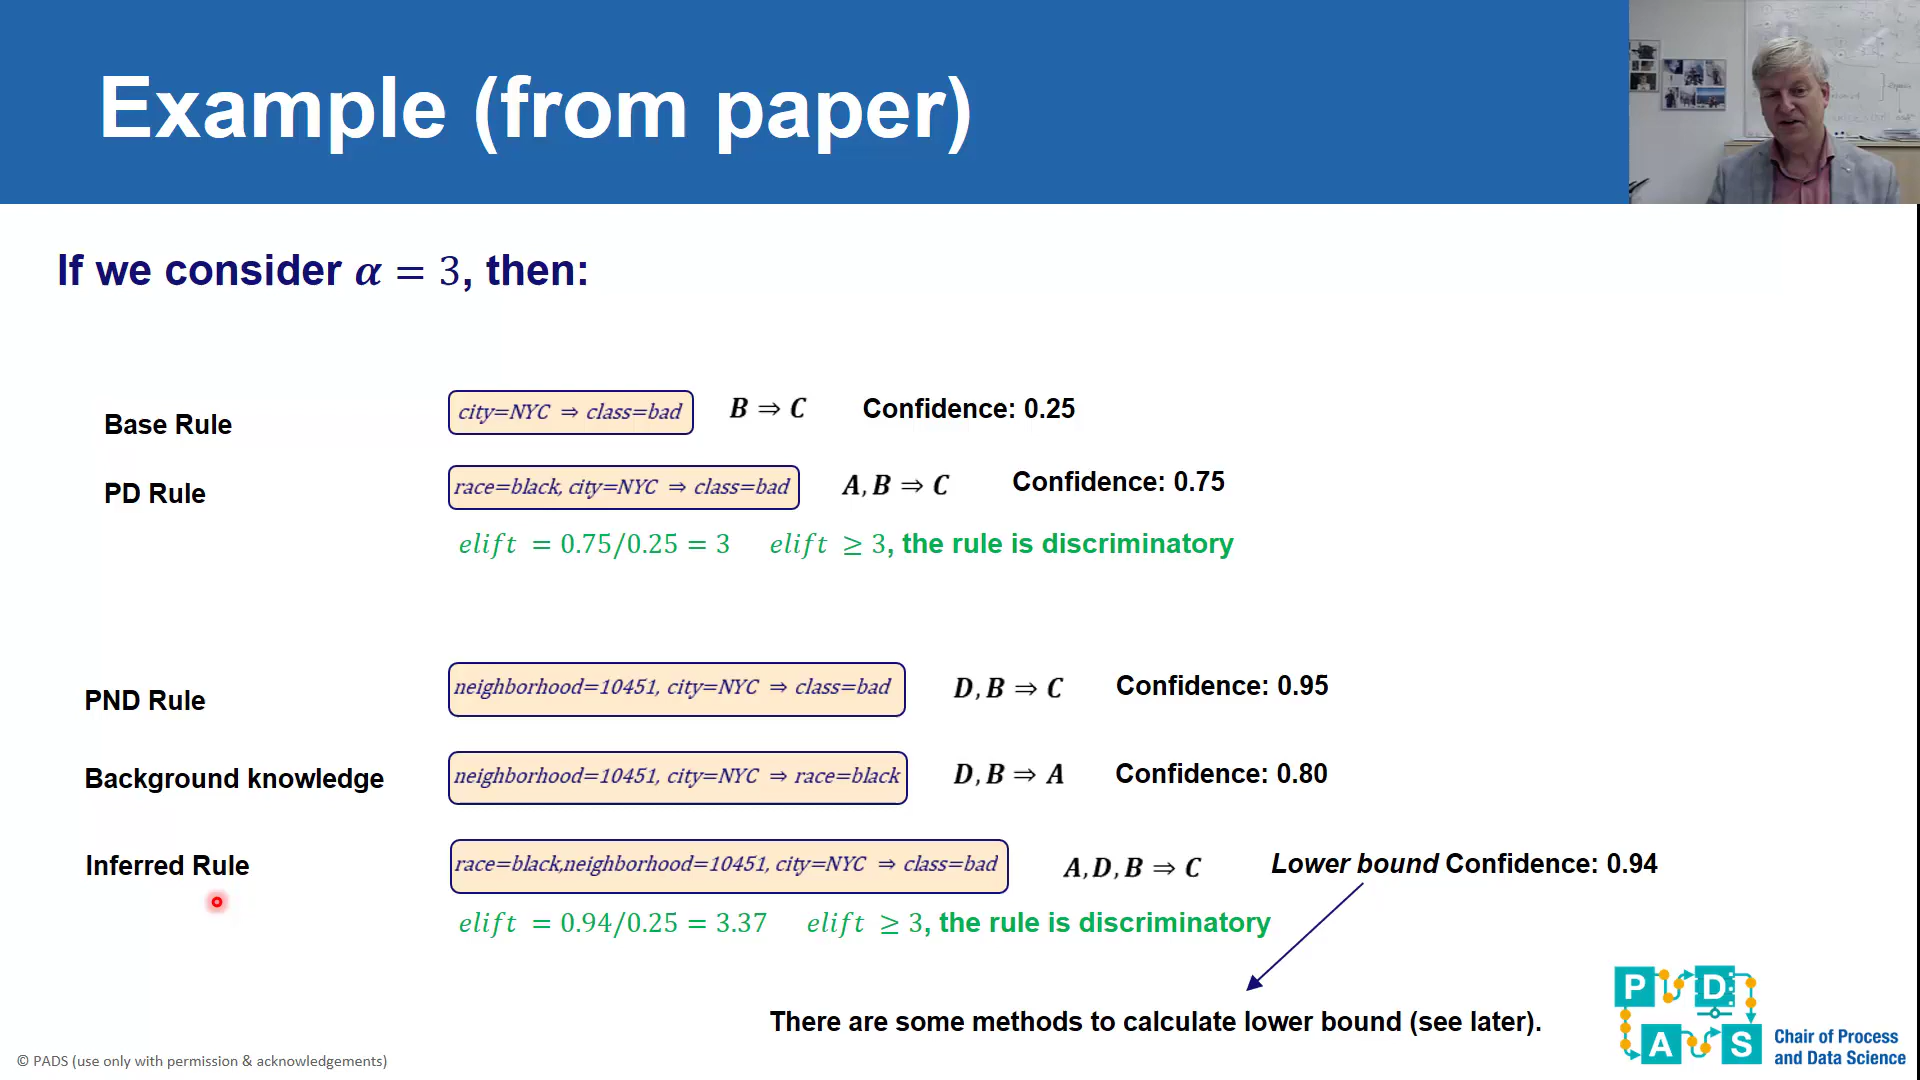 Example (from paper)
If we consider α = 3, then:
Base Rule
city=NYC ⇒ class=bad
B ⇒ C
Confidence: 0.25
PD Rule
race=black, city=NYC ⇒ class=bad
A, B ⇒ C
Confidence: 0.75
elift = 0.75/0.25 = 3
elift ≥ 3, the rule is discriminatory
PND Rule
neighborhood=10451, city=NYC ⇒ class=bad
D, B ⇒ C
Confidence: 0.95
Background knowledge
neighborhood=10451, city=NYC ⇒ race=black
D, B ⇒ A
Confidence: 0.80
Inferred Rule
race=black,neighborhood=10451, city=NYC ⇒ class=bad
A, D, B ⇒ C
Lower bound Confidence: 0.94
elift = 0.94/0.25 = 3.37
elift ≥ 3, the rule is discriminatory
There are some methods to calculate lower bound (see later).
P D
A S
Chair of Process
and Data Science
© PADS (use only with permission & acknowledgements)